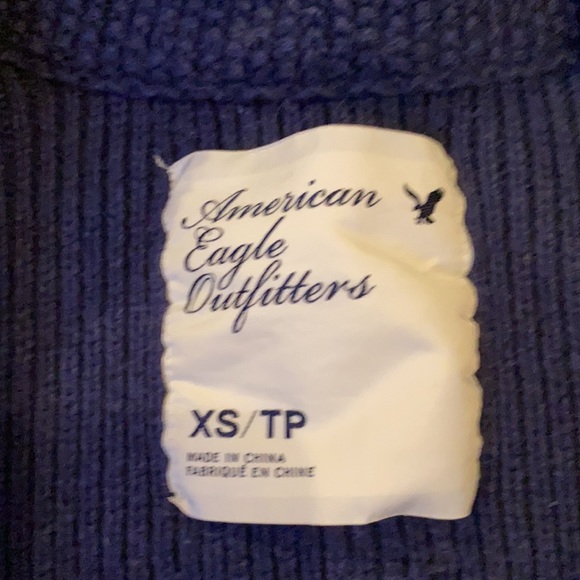 American
Eagle
Outfitters
XS/TP
MADE IN CHINA
FABRIQUÉ EN CHINE